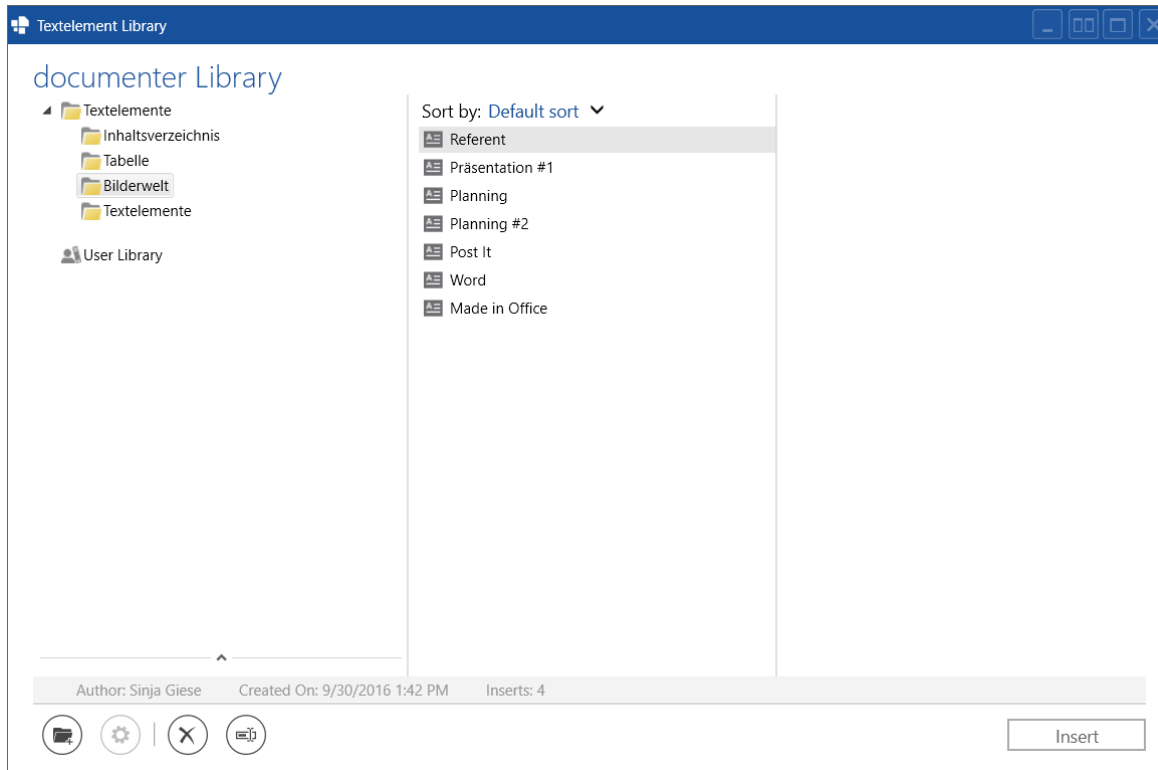 Textelement Library
documenter Library
Textelemente
Inhaltsverzeichnis
Tabelle
Bilderwelt
Textelemente
User Library
Sort by: Default sort
Referent
Präsentation #1
Planning
Planning #2
Post It
Word
Made in Office
Author: Sinja Giese Created On: 9/30/2016 1:42 PM Inserts: 4
Insert